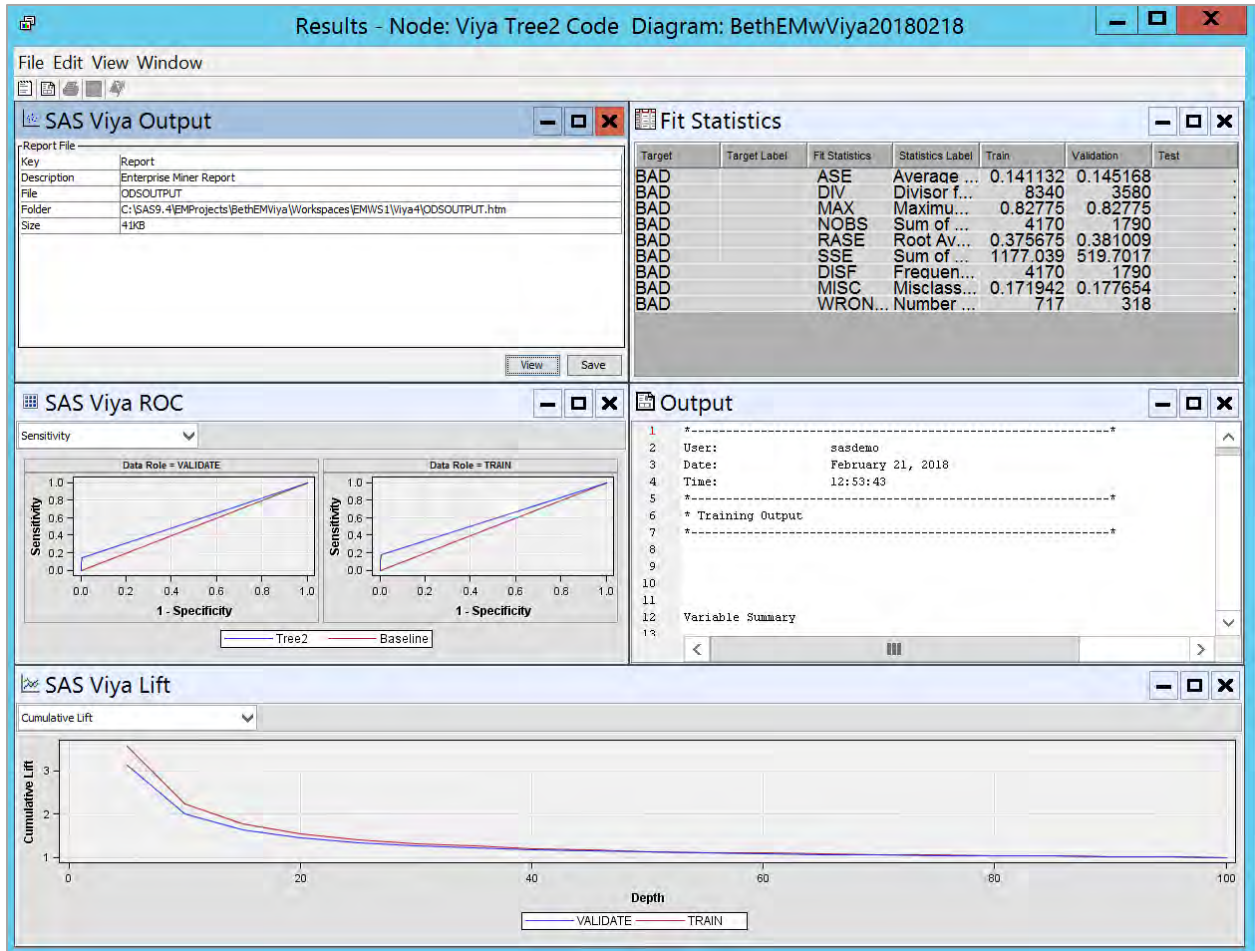 Results - Node: Viya Tree2 Code Diagram: BethEMwViya20180218
File Edit View Window
SAS Viya Output
Report File
Key Report
Description Enterprise Miner Report
File ODSOUTPUT
Folder C:\SAS9.4\EMProjects\BethEMViya\Workspaces\EMWS1\Viya4\ODSOUTPUT.htm
Size 41KB
View Save
Fit Statistics
Target Target Label Fit Statistics Statistics Label Train Validation Test
BAD ASE Average ... 0.141132 0.145168 .
BAD DIV Divisor f... 8340 3580 .
BAD MAX Maximu... 0.82775 0.82775 .
BAD NOBS Sum of ... 4170 1790 .
BAD RASE Root Av... 0.375675 0.381009 .
BAD SSE Sum of ... 1177.039 519.7017 .
BAD DISF Frequen... 4170 1790 .
BAD MISC Misclass... 0.171942 0.177654 .
BAD WRON... Number ... 717 318 .
SAS Viya ROC
Sensitivity
Data Role = VALIDATE
Data Role = TRAIN
Sensitivity
1.0
0.8
0.6
0.4
0.2
0.0
0.0 0.2 0.4 0.6 0.8 1.0
1 - Specificity
Sensitivity
1.0
0.8
0.6
0.4
0.2
0.0
0.0 0.2 0.4 0.6 0.8 1.0
1 - Specificity
Tree2 Baseline
Output
1 *------------------------------------------------------------*
2 User: sasdemo
3 Date: February 21, 2018
4 Time: 12:53:43
5 *------------------------------------------------------------*
6 * Training Output
7 *------------------------------------------------------------*
8
9
10
11
12 Variable Summary
13
SAS Viya Lift
Cumulative Lift
Cumulative Lift
3
2
1
0 20 40 60 80 100
Depth
VALIDATE TRAIN